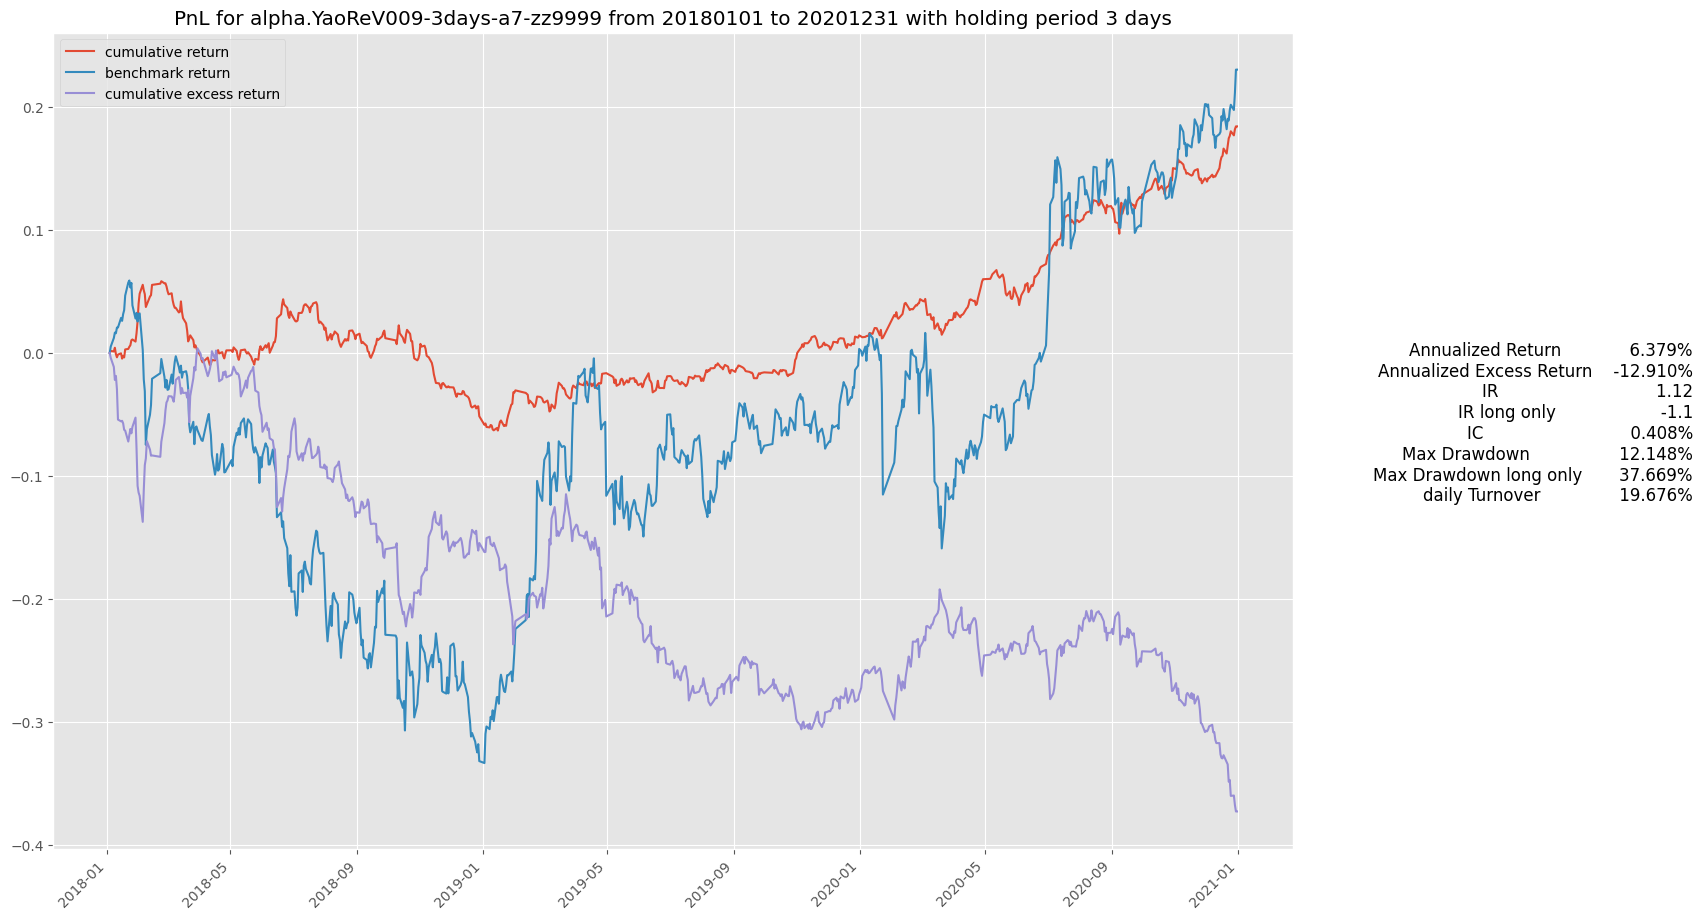 PnL for alpha.YaoReV009-3days-a7-zz9999 from 20180101 to 20201231 with holding period 3 days
cumulative return
benchmark return
cumulative excess return
0.2
0.1
0.0
−0.1
−0.2
−0.3
−0.4
2018-01
2018-05
2018-09
2019-01
2019-05
2019-09
2020-01
2020-05
2020-09
2021-01
Annualized Return 6.379%
Annualized Excess Return -12.910%
IR 1.12
IR long only -1.1
IC 0.408%
Max Drawdown 12.148%
Max Drawdown long only 37.669%
daily Turnover 19.676%